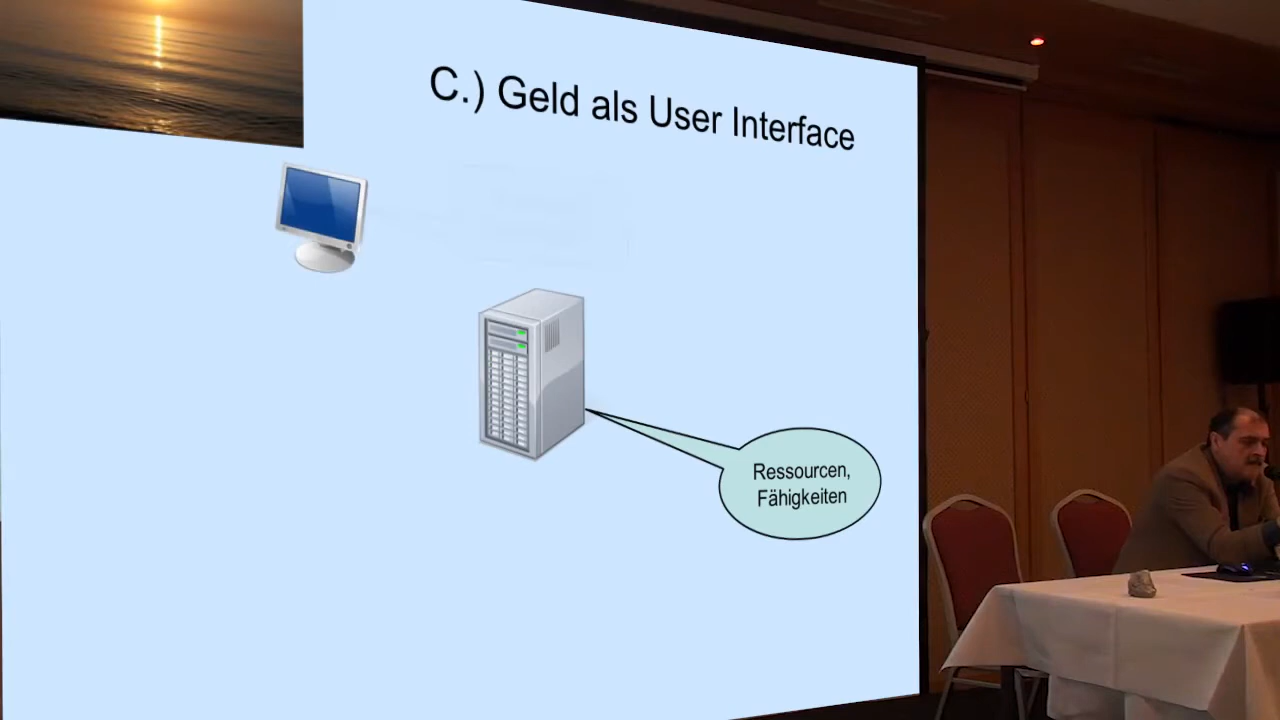 C.) Geld als User Interface
Ressourcen,
Fähigkeiten